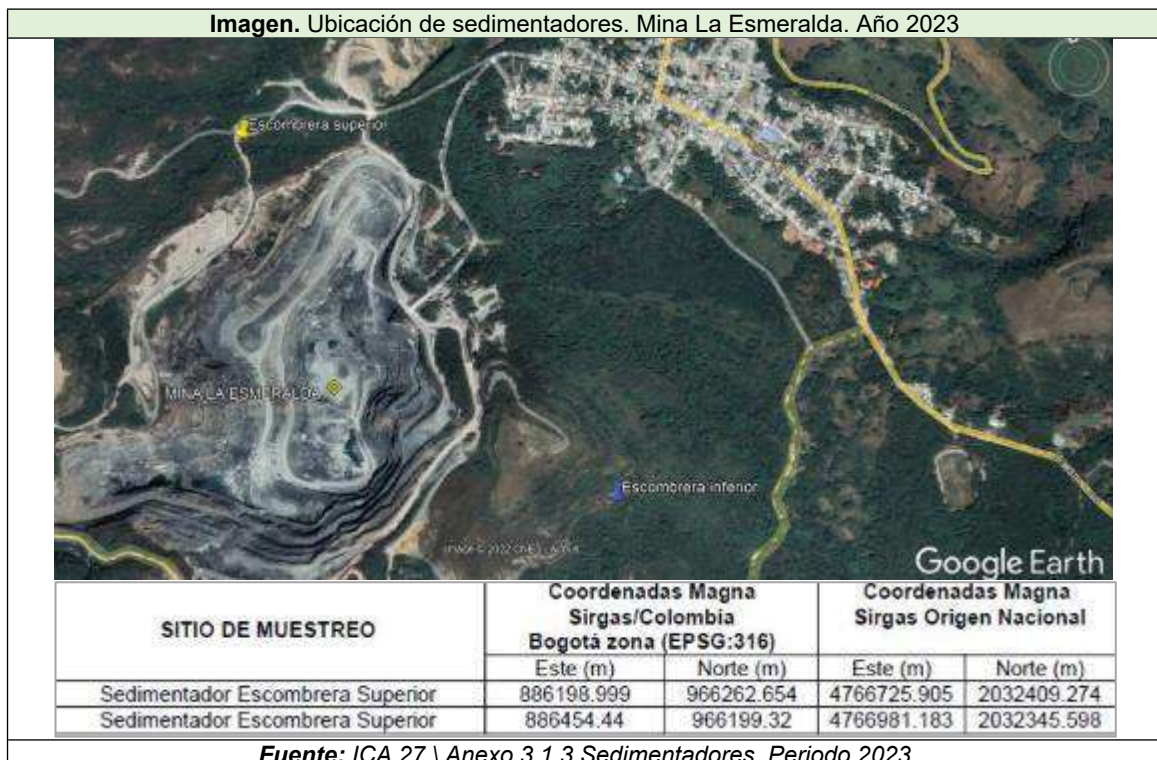 Imagen. Ubicación de sedimentadores. Mina La Esmeralda. Año 2023
Escombrera superior
MINA LA ESMERALDA
Escombrera inferior
Google Earth
SITIO DE MUESTREO
Coordenadas Magna
Sirgas/Colombia
Bogotá zona (EPSG:316)
Coordenadas Magna
Sirgas Origen Nacional
Este (m) Norte (m) Este (m) Norte (m)
Sedimentador Escombrera Superior 886198.999 966262.654 4766725.905 2032409.274
Sedimentador Escombrera Superior 886454.44 966199.32 4766981.183 2032345.598
Fuente: ICA 27 \ Anexo 3.1.3 Sedimentadores. Periodo 2023